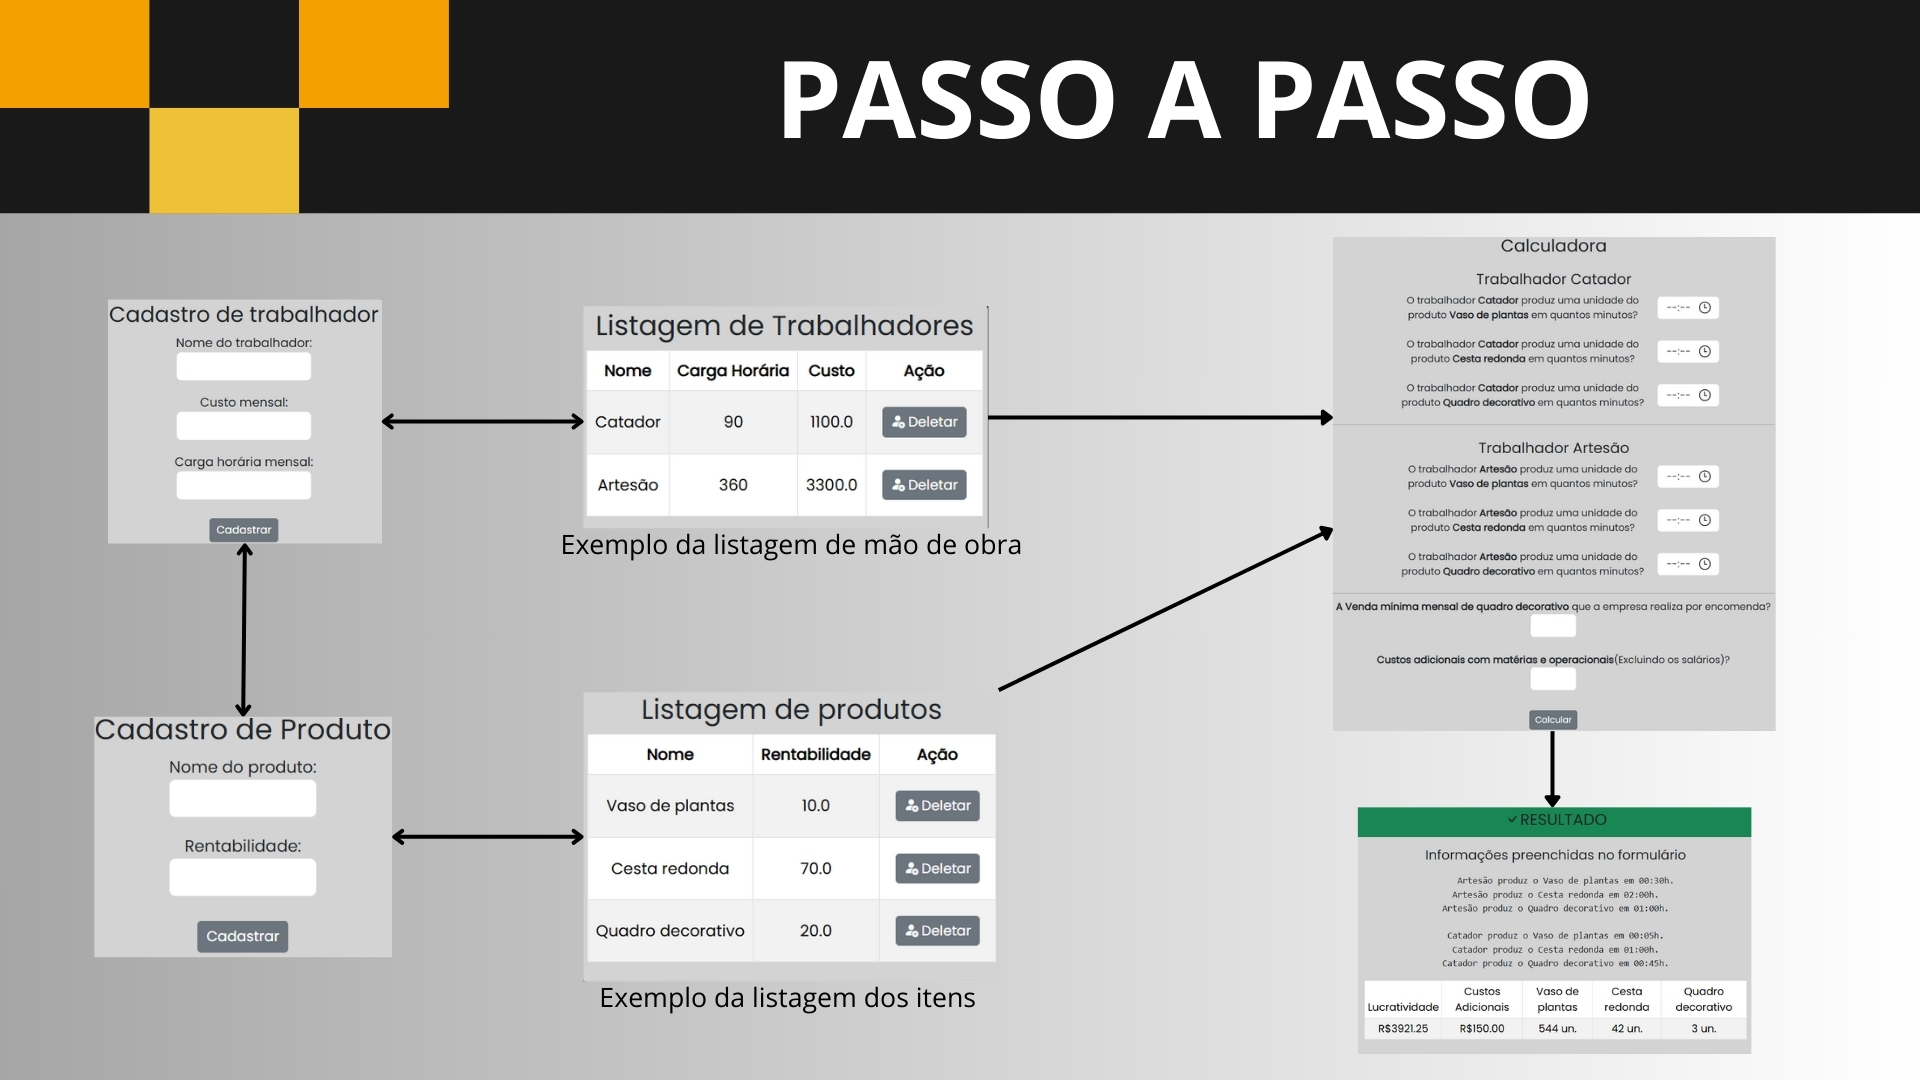 PASSO A PASSO
Cadastro de trabalhador
Nome do trabalhador:
Custo mensal:
Carga horária mensal:
Cadastrar
Listagem de Trabalhadores
Nome Carga Horária Custo Ação
Catador 90 1100.0 Deletar
Artesão 360 3300.0 Deletar
Exemplo da listagem de mão de obra
Cadastro de Produto
Nome do produto:
Rentabilidade:
Cadastrar
Listagem de produtos
Nome Rentabilidade Ação
Vaso de plantas 10.0 Deletar
Cesta redonda 70.0 Deletar
Quadro decorativo 20.0 Deletar
Exemplo da listagem dos itens
Calculadora
Trabalhador Catador
O trabalhador Catador produz uma unidade do
produto Vaso de plantas em quantos minutos?
--:--
O trabalhador Catador produz uma unidade do
produto Cesta redonda em quantos minutos?
--:--
O trabalhador Catador produz uma unidade do
produto Quadro decorativo em quantos minutos?
--:--
Trabalhador Artesão
O trabalhador Artesão produz uma unidade do
produto Vaso de plantas em quantos minutos?
--:--
O trabalhador Artesão produz uma unidade do
produto Cesta redonda em quantos minutos?
--:--
O trabalhador Artesão produz uma unidade do
produto Quadro decorativo em quantos minutos?
--:--
A Venda mínima mensal de quadro decorativo que a empresa realiza por encomenda?
Custos adicionais com matérias e operacionais(Excluindo os salários)?
Calcular
RESULTADO
Informações preenchidas no formulário
Artesão produz o Vaso de plantas em 00:30h.
Artesão produz o Cesta redonda em 02:00h.
Artesão produz o Quadro decorativo em 01:00h.
Catador produz o Vaso de plantas em 00:05h.
Catador produz o Cesta redonda em 01:00h.
Catador produz o Quadro decorativo em 00:45h.
Lucratividade Custos Adicionais Vaso de plantas Cesta redonda Quadro decorativo
R$3921.25 R$150.00 544 un. 42 un. 3 un.